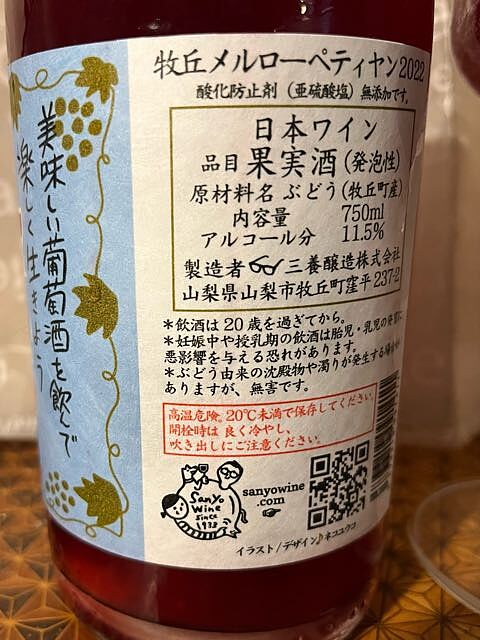 美味しい葡萄酒を飲んで
楽しく生きよう
牧丘メルローペティヤン2022
酸化防止剤（亜硫酸塩）無添加です。
日本ワイン
品目 果実酒（発泡性）
原材料名 ぶどう（牧丘町産）
内容量 750ml
アルコール分 11.5%
製造者 三養醸造株式会社
山梨県山梨市牧丘町窪平237-2
*飲酒は20歳を過ぎてから。
*妊娠中や授乳期の飲酒は胎児・乳児の発育に
悪影響を与える恐れがあります。
*ぶどう由来の沈殿物や濁りが発生する場合が
ありますが、無害です。
高温危険。20℃未満で保存してください。
開栓時は良く冷やし、
吹き出しにご注意ください。
Sanyo
Wine
since
1933
sanyowine
.com
イラスト/デザイン♪ネコユウコ